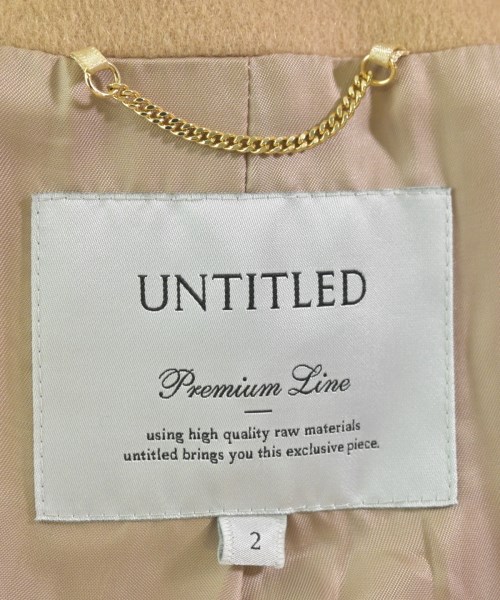 UNTITLED
Premium Line
using high quality raw materials
untitled brings you this exclusive piece.
2